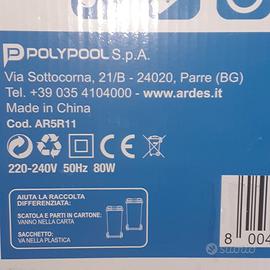 POLYPOOL S.p.A.
Via Sottocorna, 21/B - 24020, Parre (BG)
Tel. +39 035 4104000 - www.ardes.it
Made in China
Cod. AR5R11
220-240V 50Hz 80W
AIUTA LA RACCOLTA
DIFFERENZIATA:
SCATOLA E PARTI IN CARTONE:
VANNO NELLA CARTA
SACCHETTO:
VA NELLA PLASTICA
8 004